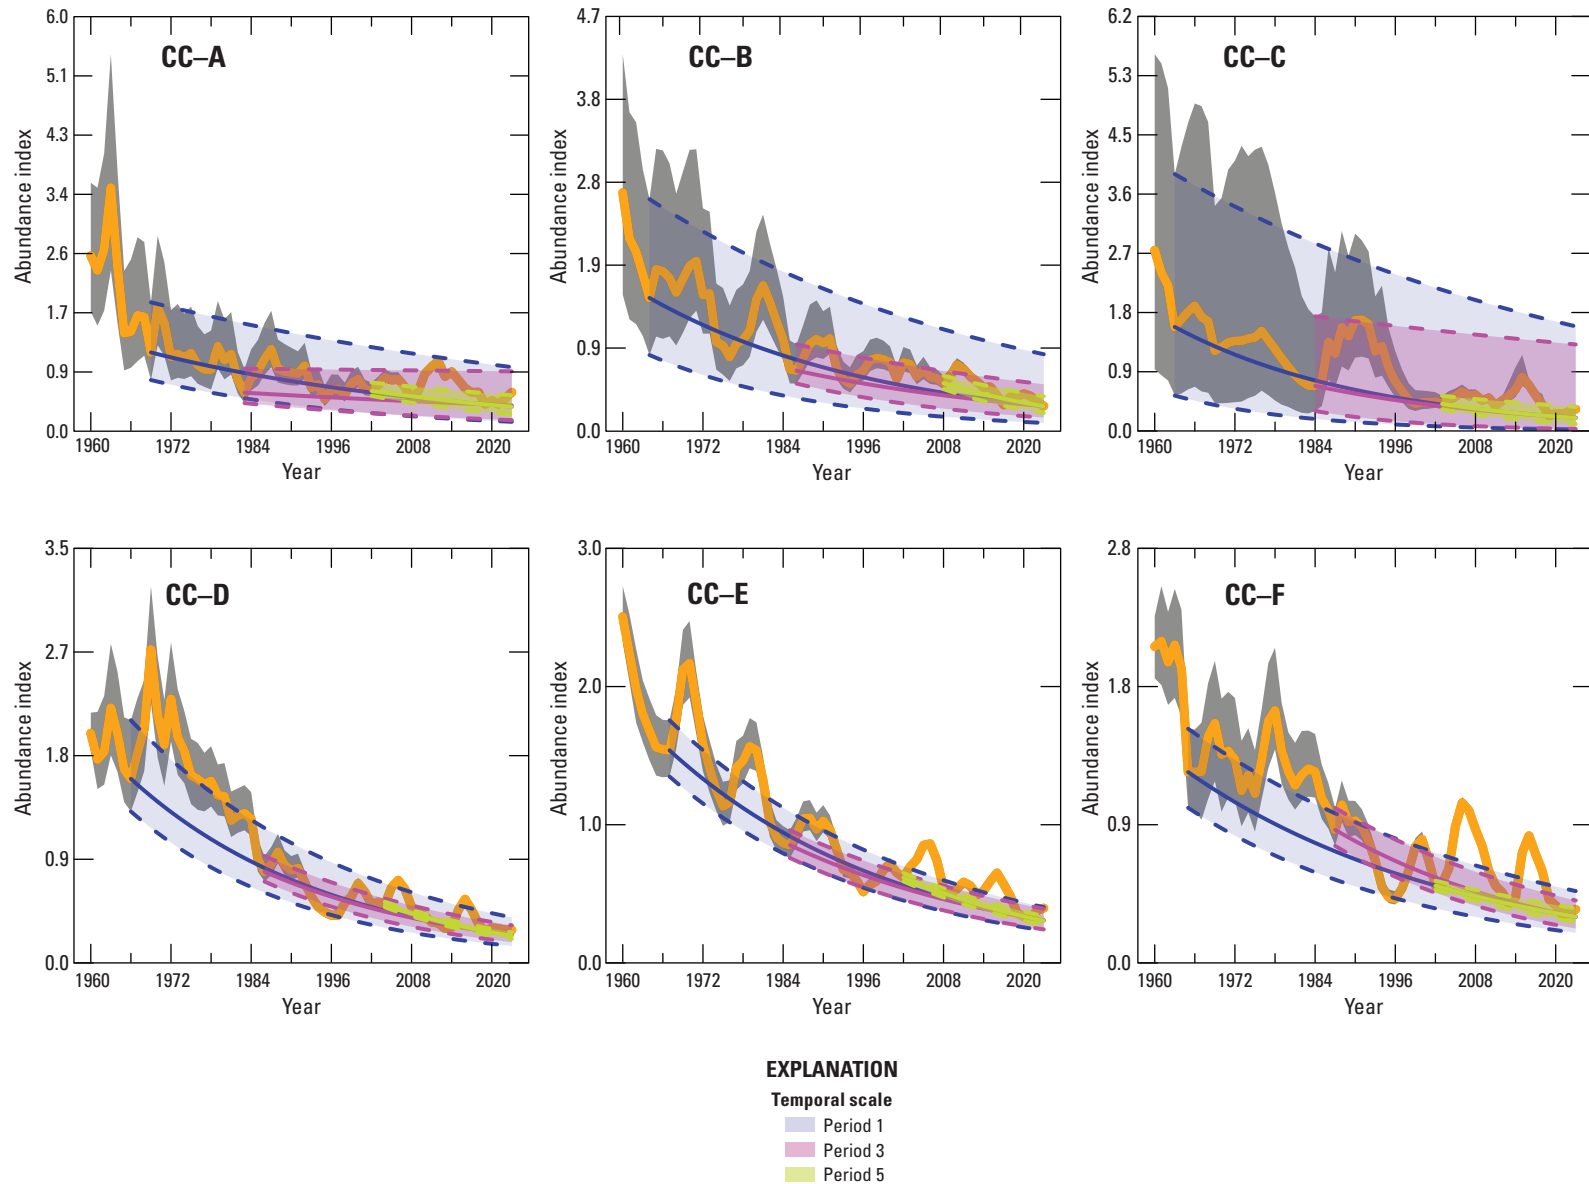 6.0
5.1
4.3
3.4
2.6
1.7
0.9
0.0
Abundance index
CC–A
1960 1972 1984 1996 2008 2020
Year
4.7
3.8
2.8
1.9
0.9
0.0
Abundance index
CC–B
1960 1972 1984 1996 2008 2020
Year
6.2
5.3
4.5
3.6
2.7
1.8
0.9
0.0
Abundance index
CC–C
1960 1972 1984 1996 2008 2020
Year
3.5
2.7
1.8
0.9
0.0
Abundance index
CC–D
1960 1972 1984 1996 2008 2020
Year
3.0
2.0
1.0
0.0
Abundance index
CC–E
1960 1972 1984 1996 2008 2020
Year
2.8
1.8
0.9
0.0
Abundance index
CC–F
1960 1972 1984 1996 2008 2020
Year
EXPLANATION
Temporal scale
Period 1
Period 3
Period 5